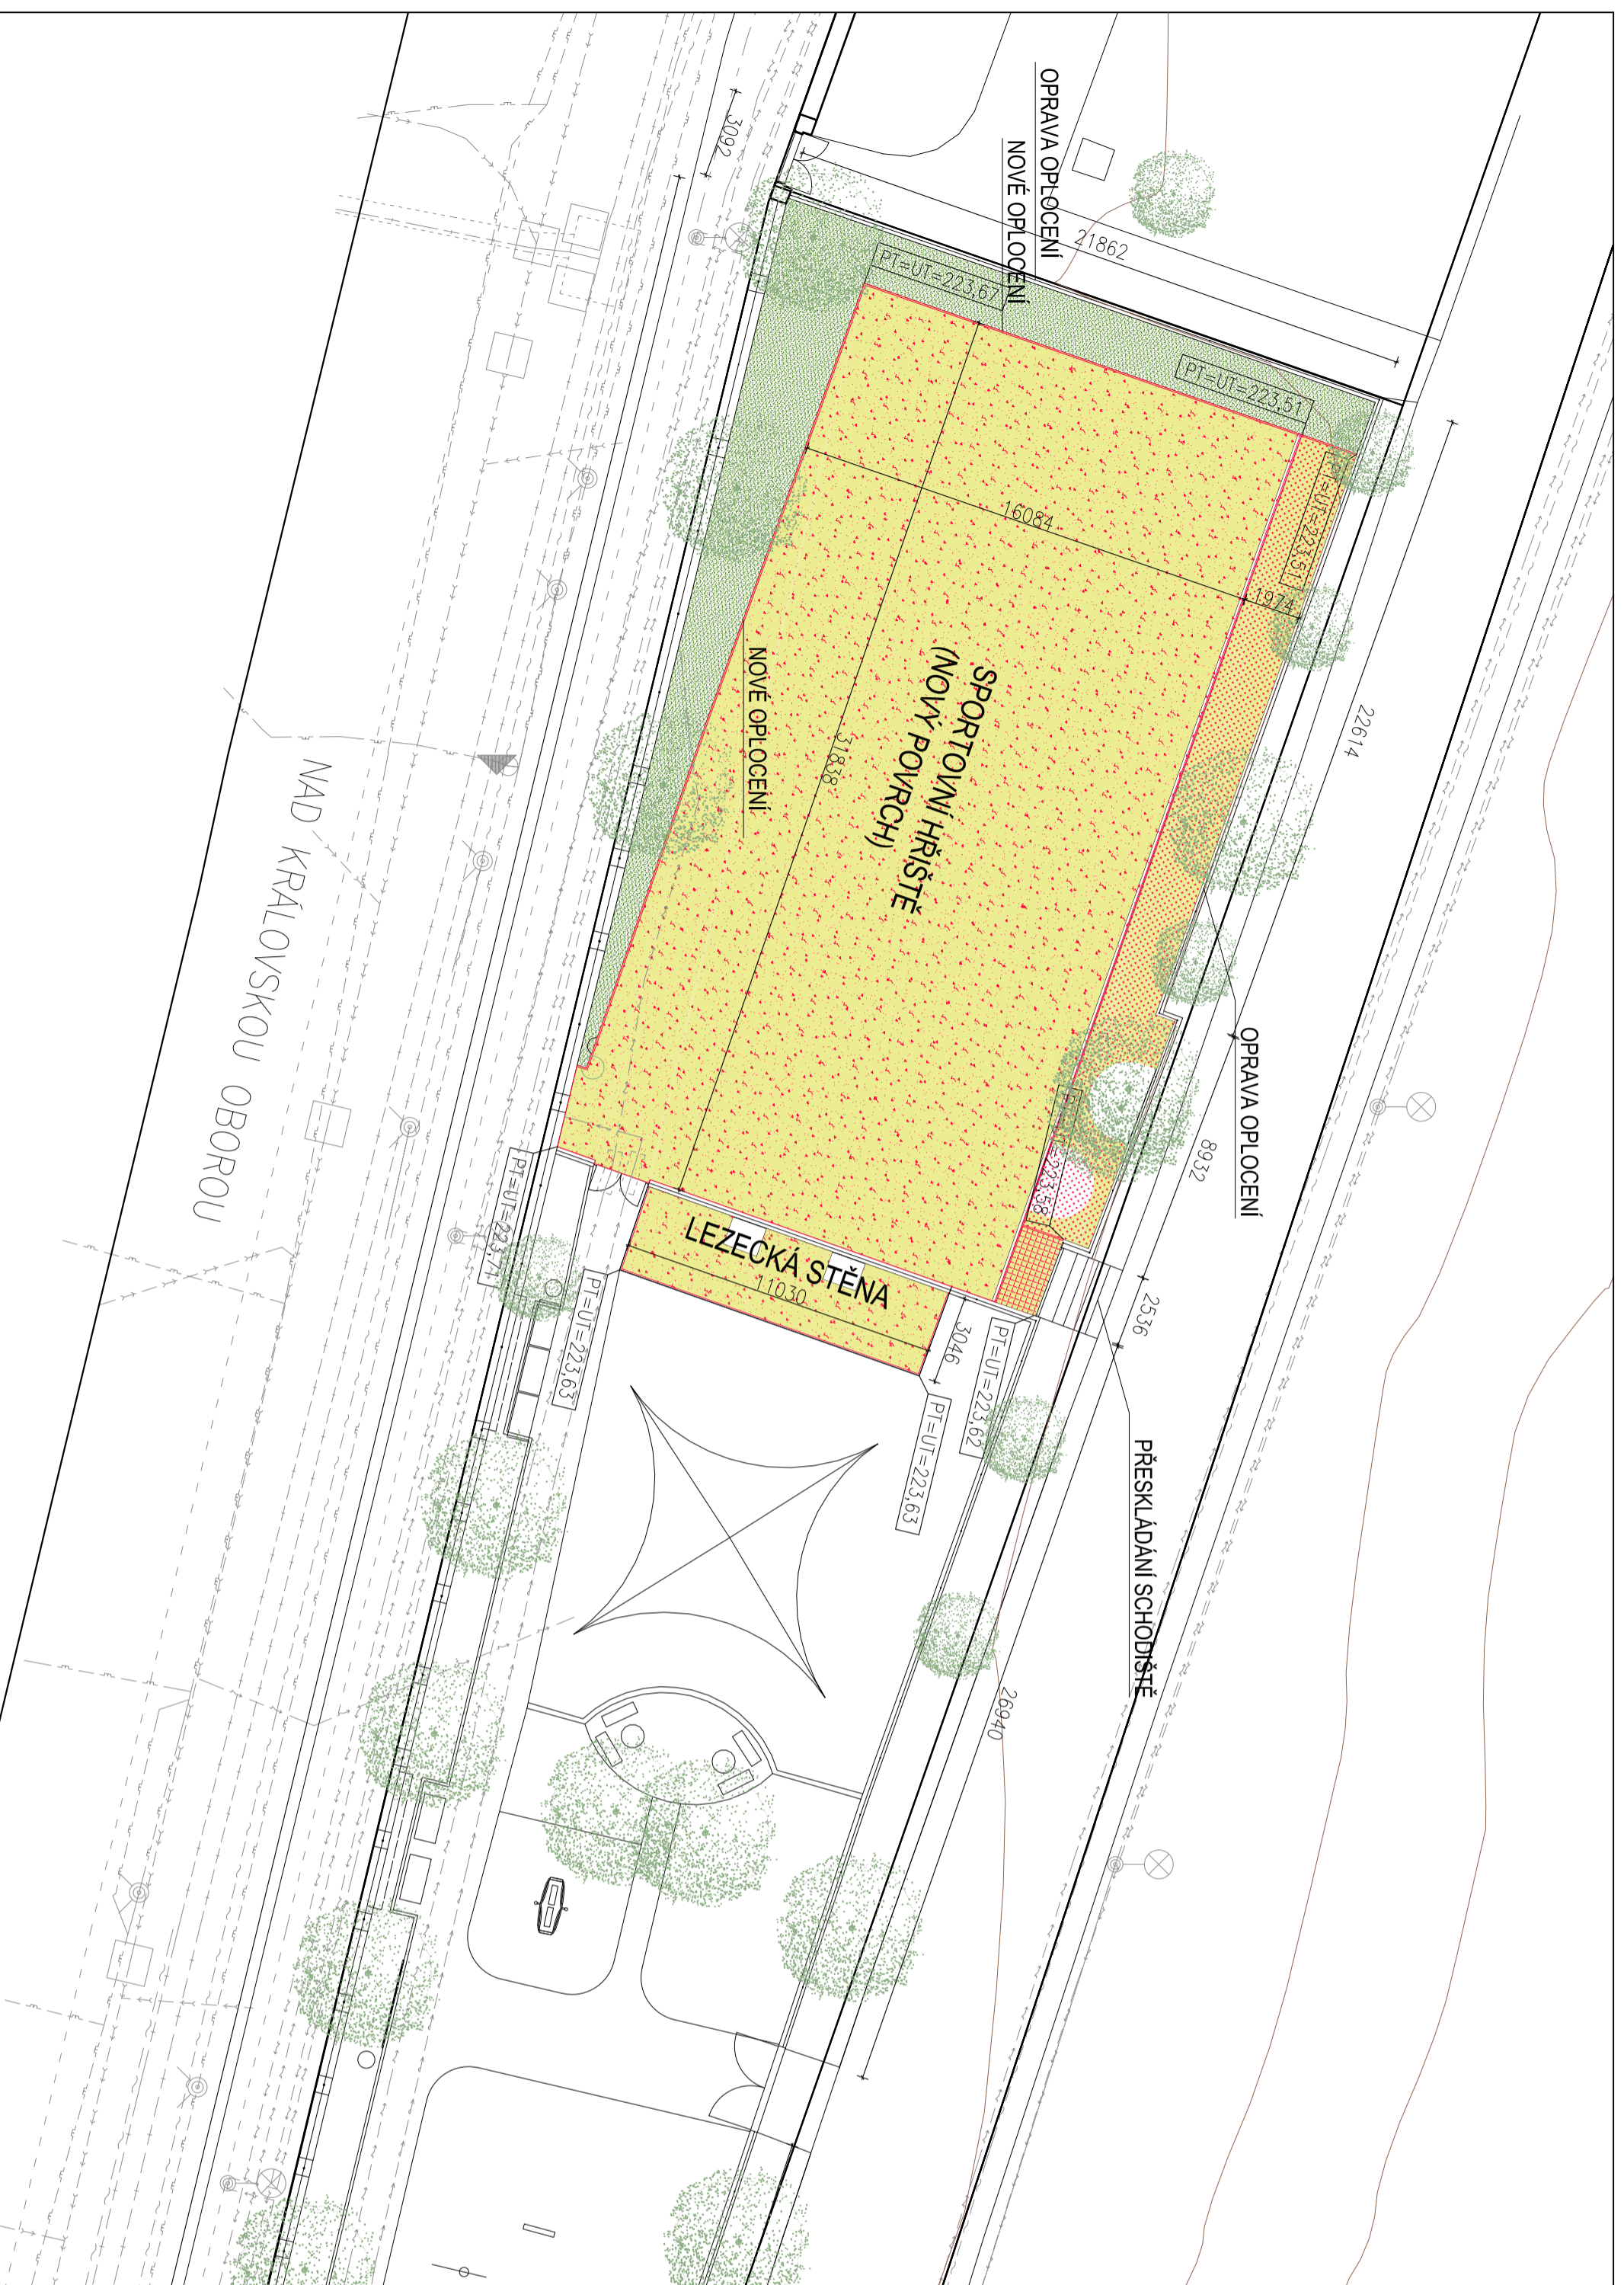 OPRAVA OPLOCENÍ
NOVÉ OPLOCENÍ
3092
21862
PT=UT=223,67
PT=UT=223,51
PT=UT=223,51
22614
16084
1974
SPORTOVNÍ HŘIŠTĚ
(NOVÝ POVRCH)
31838
NOVÉ OPLOCENÍ
OPRAVA OPLOCENÍ
8932
2536
PT=UT=223,58
NAD KRÁLOVSKOU OBOROU
PT=UT=223,71
LEZECKÁ STĚNA
11030
3046
PT=UT=223,63
PT=UT=223,62
PT=UT=223,63
PŘESKLÁDÁNÍ SCHODIŠTĚ
26940